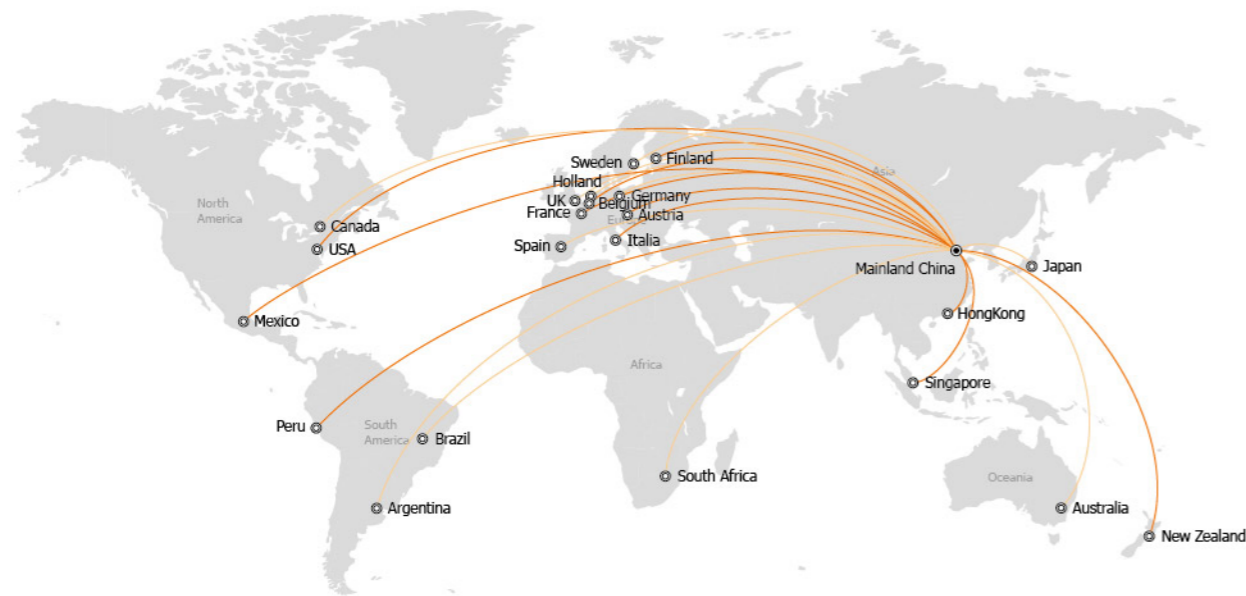 Sweden
Finland
Asia
Holland
UK
Belgium
Germany
North
America
France
Europe
Austria
Canada
Spain
Italia
USA
Mainland China
Japan
HongKong
Mexico
Africa
Singapore
Peru
South
America
Brazil
South Africa
Oceania
Argentina
Australia
New Zealand